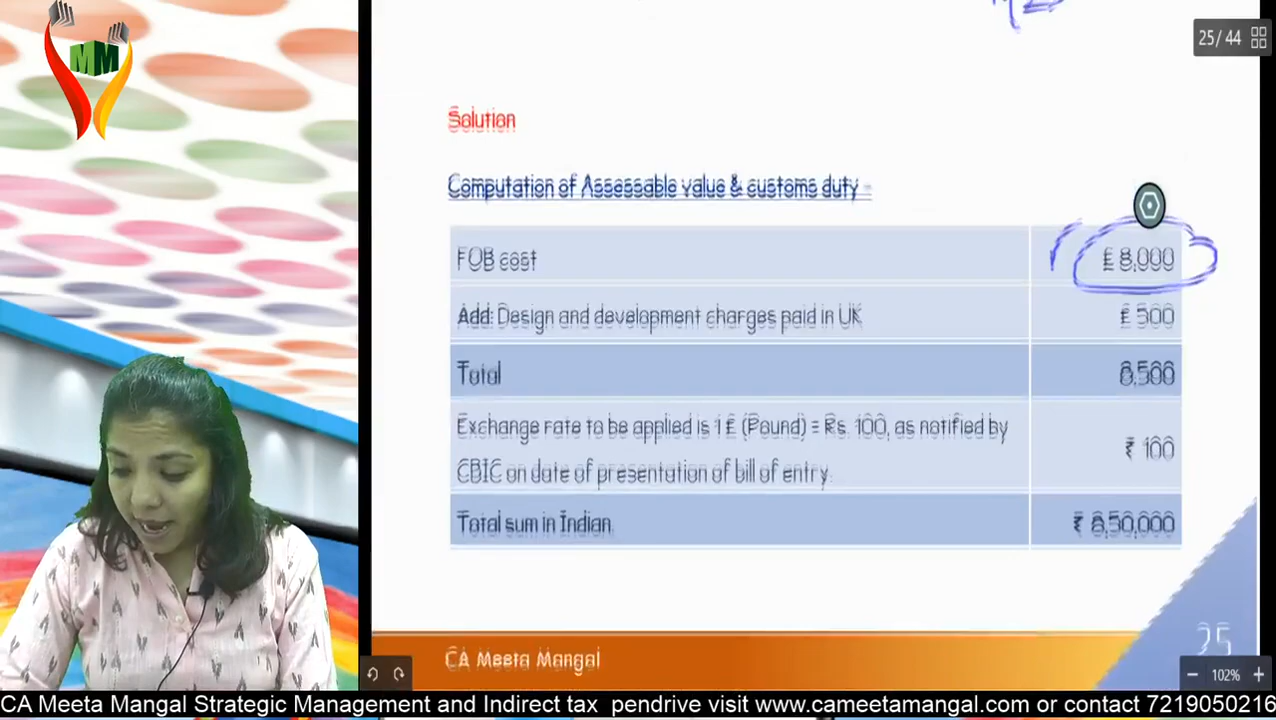 MM
25/ 44
Solution
Computation of Assessable value & customs duty -
FOB cost
£ 8,000
Add: Design and development charges paid in UK
£ 500
Total
8,500
Exchange rate to be applied is 1 £ (Pound) = Rs. 100, as notified by
CBIC on date of presentation of bill of entry.
₹ 100
Total sum in Indian
₹ 8,50,000
25
CA Meeta Mangal
102%
CA Meeta Mangal Strategic Management and Indirect tax pendrive visit www.cameetamangal.com or contact 7219050216